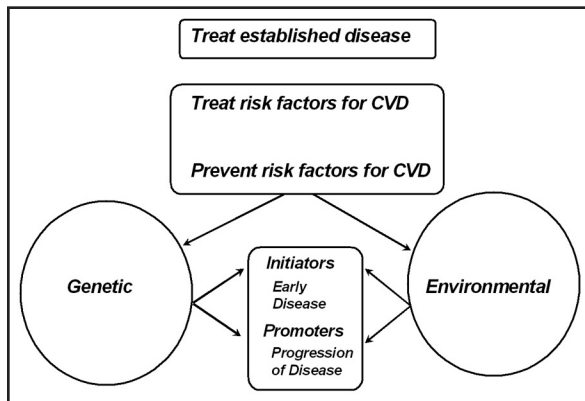 Treat established disease
Treat risk factors for CVD
Prevent risk factors for CVD
Genetic
Initiators
Early
Disease
Promoters
Progression
of Disease
Environmental